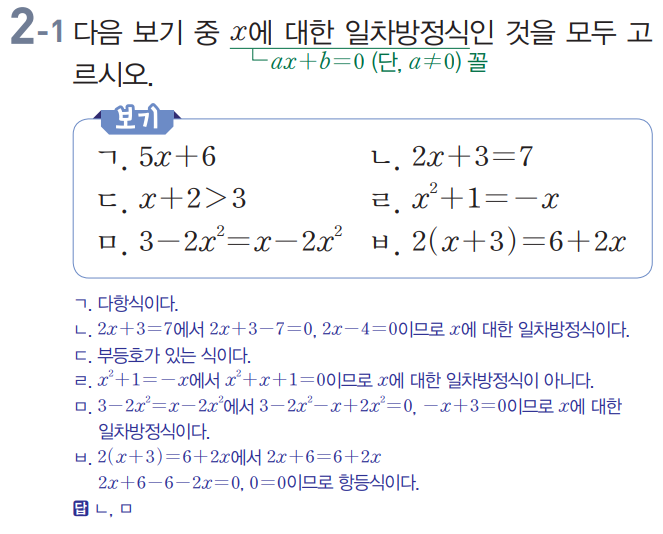 2-1 다음 보기 중 x에 대한 일차방정식인 것을 모두 고
르시오.
ax+b=0 (단, a≠0) 꼴
보기
ㄱ. 5x+6 ㄴ. 2x+3=7
ㄷ. x+2>3 ㄹ. x²+1=-x
ㅁ. 3-2x²=x-2x² ㅂ. 2(x+3)=6+2x
ㄱ. 다항식이다.
ㄴ. 2x+3=7에서 2x+3-7=0, 2x-4=0이므로 x에 대한 일차방정식이다.
ㄷ. 부등호가 있는 식이다.
ㄹ. x²+1=-x에서 x²+x+1=0이므로 x에 대한 일차방정식이 아니다.
ㅁ. 3-2x²=x-2x²에서 3-2x²-x+2x²=0, -x+3=0이므로 x에 대한
일차방정식이다.
ㅂ. 2(x+3)=6+2x에서 2x+6=6+2x
2x+6-6-2x=0, 0=0이므로 항등식이다.
답 ㄴ, ㅁ